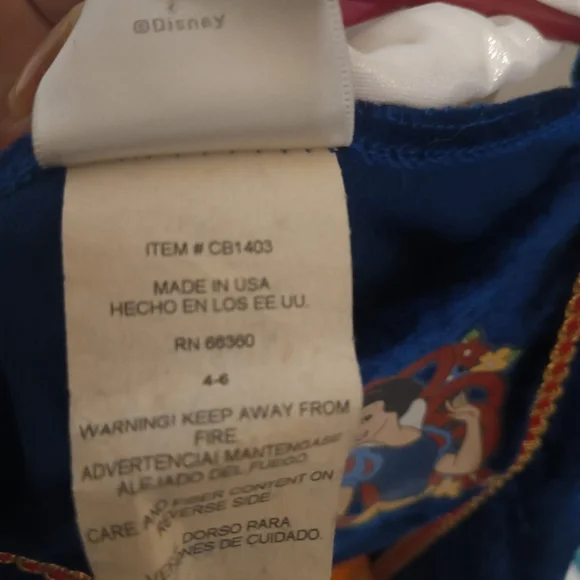 ©Disney
ITEM # CB1403
MADE IN USA
HECHO EN LOS EE UU.
RN 66360
4-6
WARNING! KEEP AWAY FROM
FIRE
ADVERTENCIA! MANTENGASE
ALEJADO DEL FUEGO
CARE AND FIBER CONTENT ON
REVERSE SIDE
DORSO PARA
DE CUIDADO.